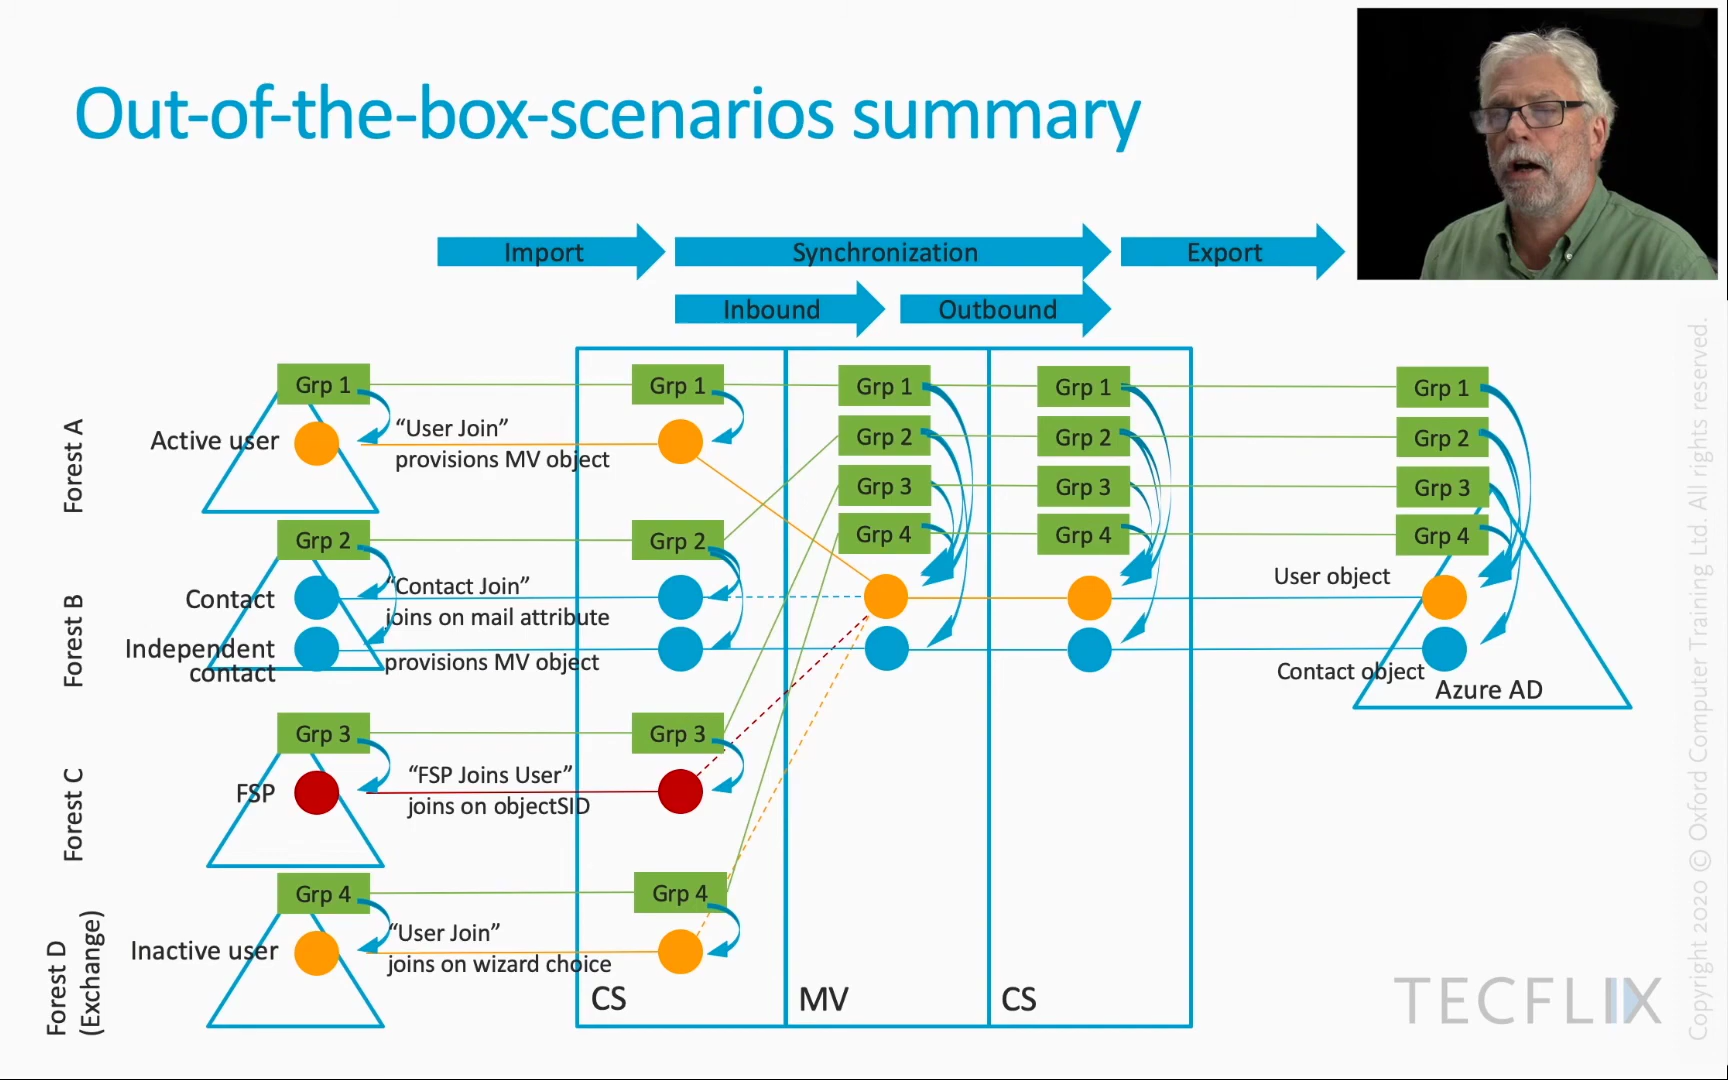 Out-of-the-box-scenarios summary
Import
Synchronization
Export
Inbound
Outbound
Forest A
Grp 1
Active user
“User Join”
provisions MV object
Grp 1
Grp 1
Grp 2
Grp 3
Grp 4
Grp 1
Grp 2
Grp 3
Grp 4
Grp 1
Grp 2
Grp 3
Grp 4
Forest B
Grp 2
Contact
“Contact Join”
joins on mail attribute
Independent
contact
provisions MV object
Grp 2
User object
Contact object
Azure AD
Forest C
Grp 3
FSP
“FSP Joins User”
joins on objectSID
Grp 3
Forest D
(Exchange)
Grp 4
Inactive user
“User Join”
joins on wizard choice
Grp 4
CS
MV
CS
TECFLIX
Copyright 2020 © Oxford Computer Training Ltd. All rights reserved.